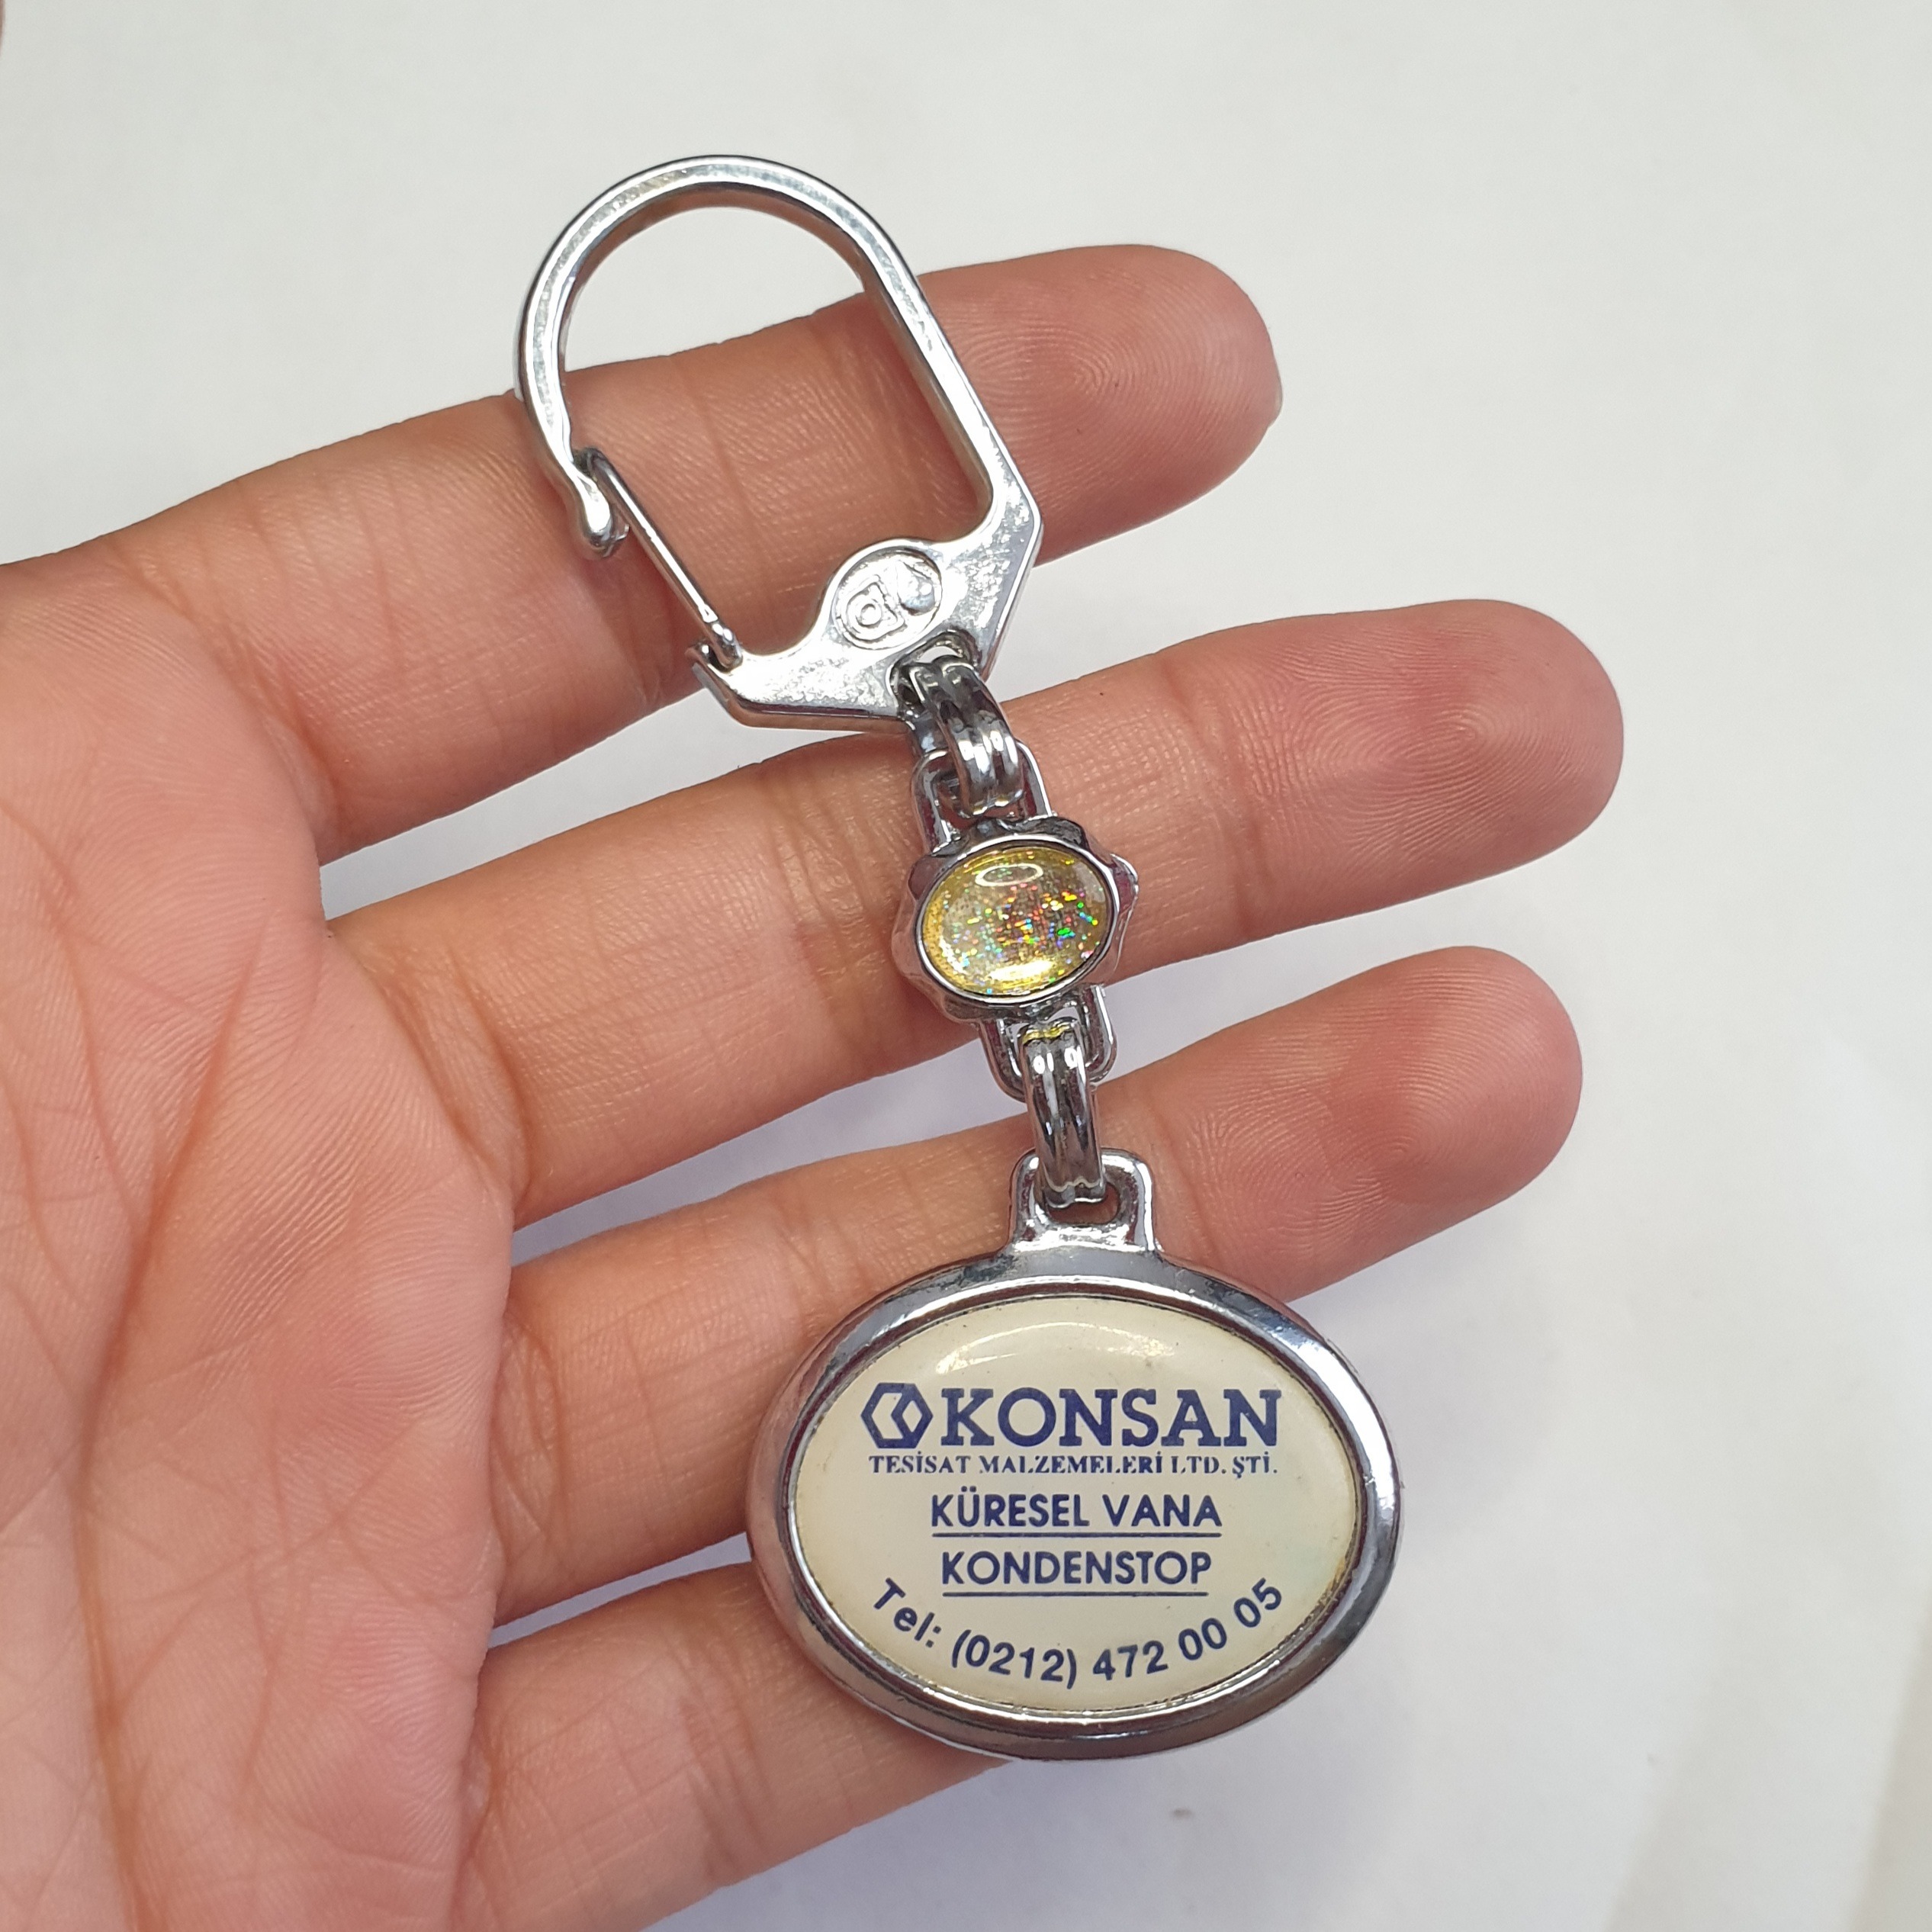 KONSAN
TESİSAT MALZEMELERİ LTD. ŞTİ.
KÜRESEL VANA
KONDENSTOP
Tel: (0212) 472 00 05